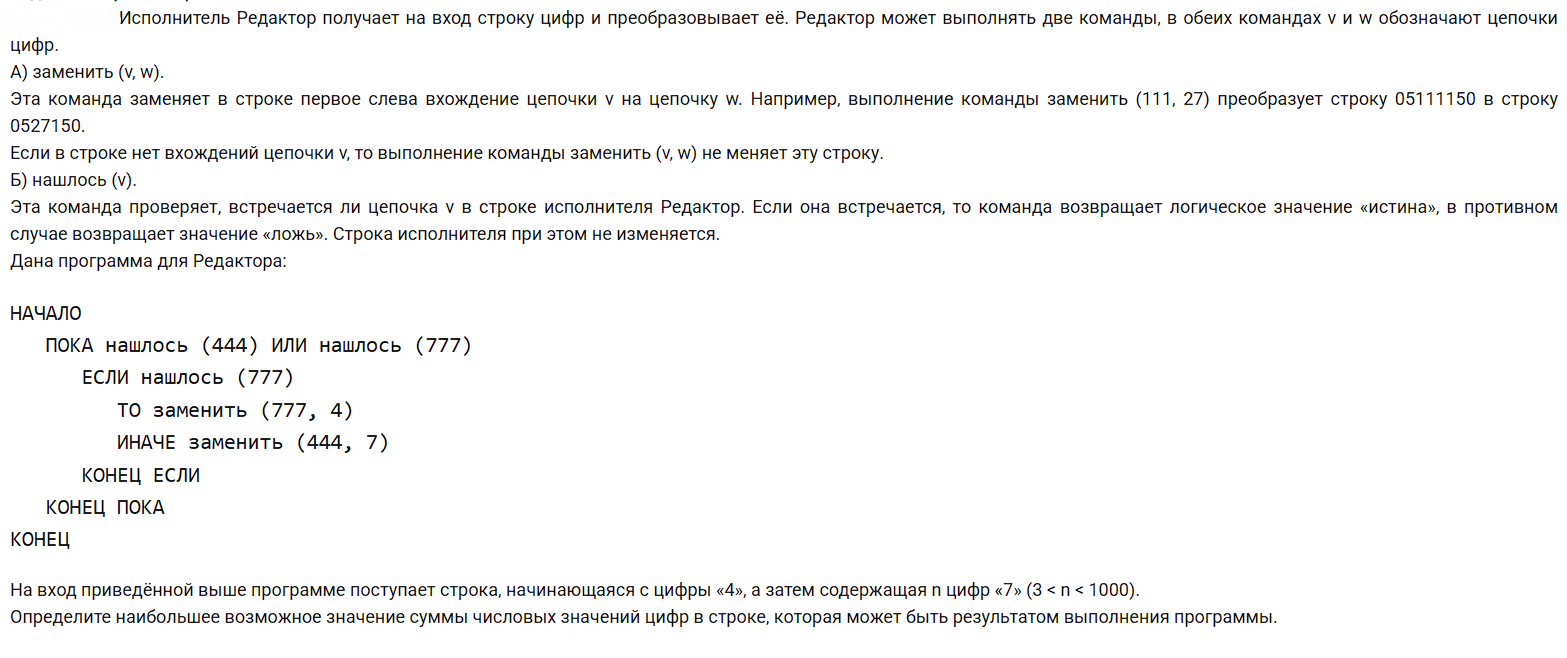 Исполнитель Редактор получает на вход строку цифр и преобразовывает её. Редактор может выполнять две команды, в обеих командах v и w обозначают цепочки
цифр.
А) заменить (v, w).
Эта команда заменяет в строке первое слева вхождение цепочки v на цепочку w. Например, выполнение команды заменить (111, 27) преобразует строку 05111150 в строку
0527150.
Если в строке нет вхождений цепочки v, то выполнение команды заменить (v, w) не меняет эту строку.
Б) нашлось (v).
Эта команда проверяет, встречается ли цепочка v в строке исполнителя Редактор. Если она встречается, то команда возвращает логическое значение «истина», в противном
случае возвращает значение «ложь». Строка исполнителя при этом не изменяется.
Дана программа для Редактора:
НАЧАЛО
ПОКА нашлось (444) ИЛИ нашлось (777)
ЕСЛИ нашлось (777)
ТО заменить (777, 4)
ИНАЧЕ заменить (444, 7)
КОНЕЦ ЕСЛИ
КОНЕЦ ПОКА
КОНЕЦ
На вход приведённой выше программе поступает строка, начинающаяся с цифры «4», а затем содержащая n цифр «7» (3 < n < 1000).
Определите наибольшее возможное значение суммы числовых значений цифр в строке, которая может быть результатом выполнения программы.